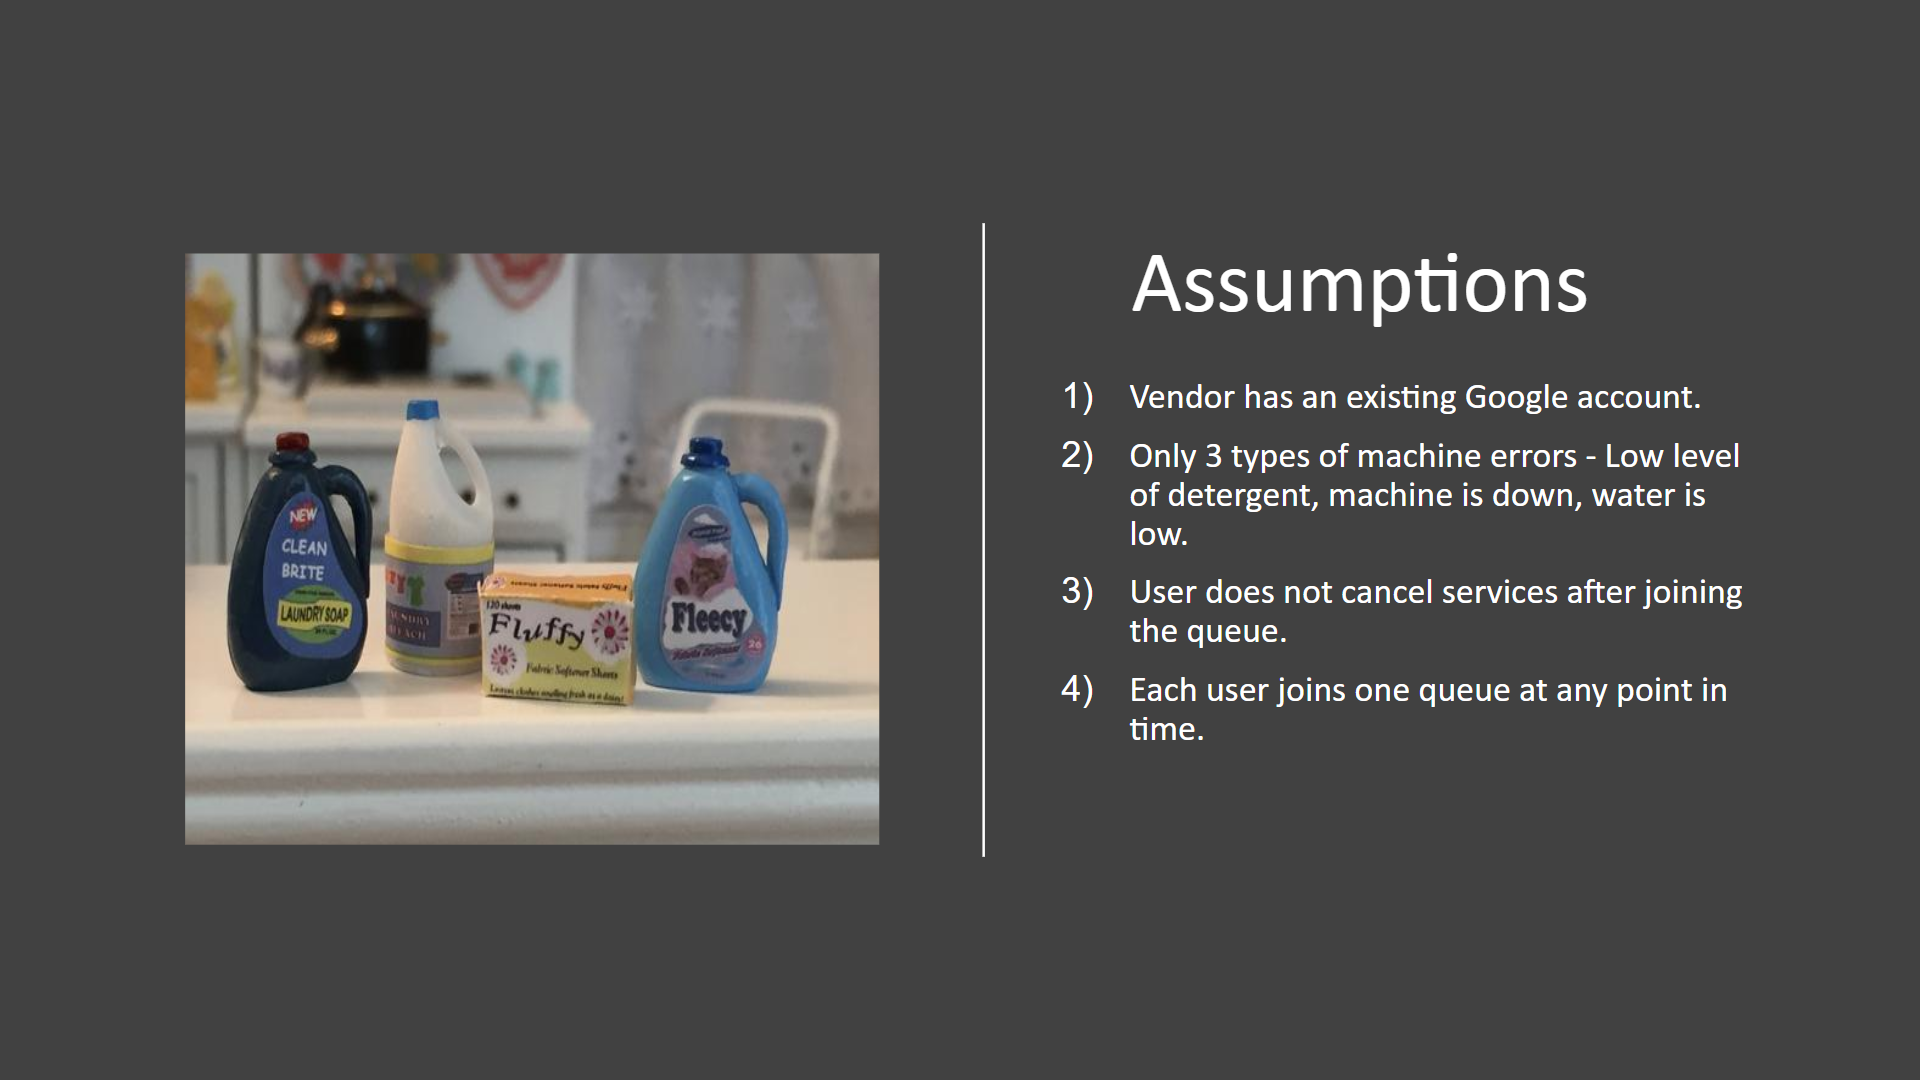 Assumptions
1) Vendor has an existing Google account.
2) Only 3 types of machine errors - Low level
of detergent, machine is down, water is
low.
3) User does not cancel services after joining
the queue.
4) Each user joins one queue at any point in
time.
NEW
CLEAN
BRITE
LAUNDRY SOAP
120 sheets
Fluffy
Fabric Softener Sheets
Leaves clothes smelling fresh as a daisy!
Fleecy
26